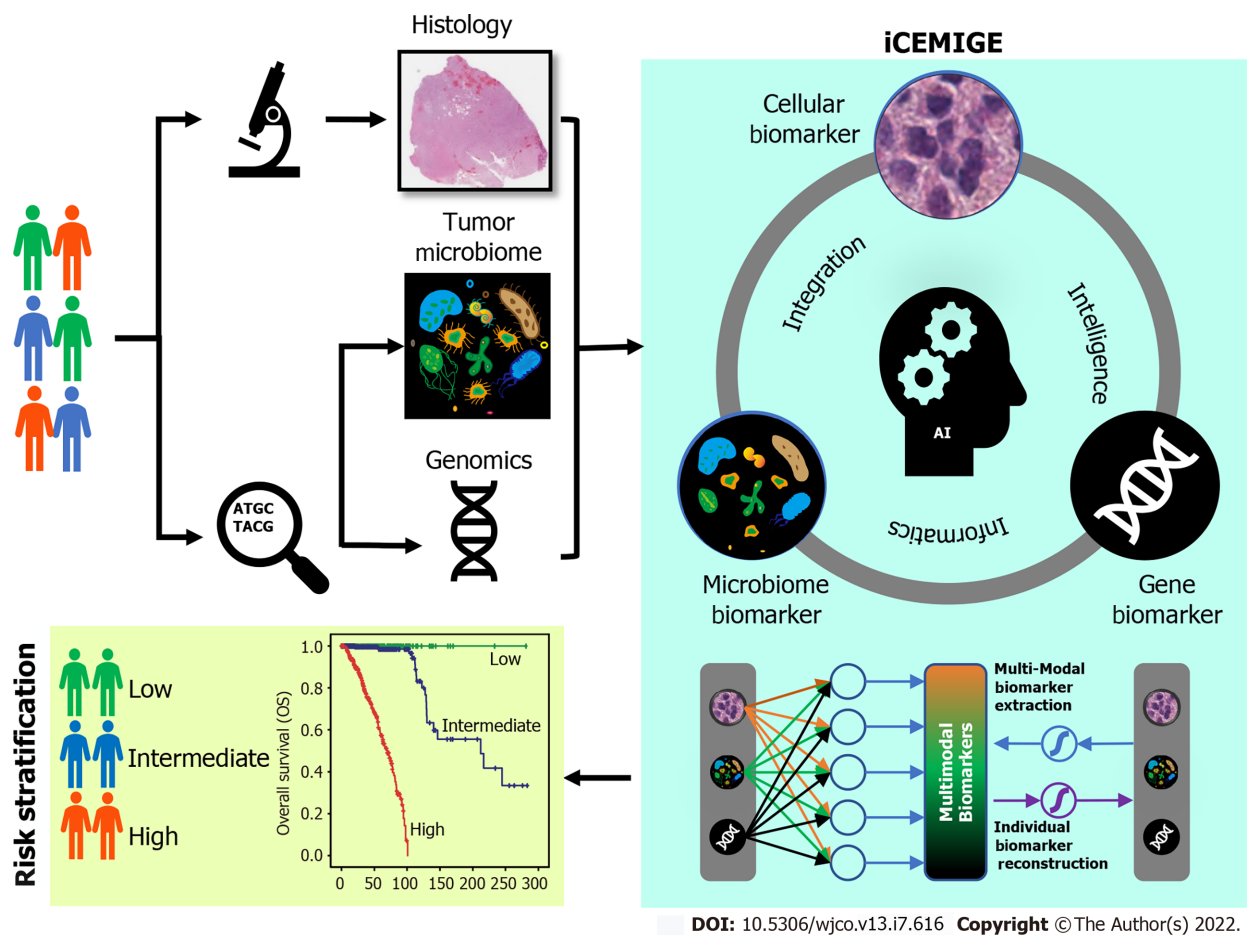 Histology
Tumor
microbiome
Genomics
ATGC
TACG
iCEMIGE
Cellular
biomarker
Integration
Intelligence
Informatics
AI
Microbiome
biomarker
Gene
biomarker
Multimodal
Biomarkers
Multi-Modal
biomarker
extraction
Individual
biomarker
reconstruction
Risk stratification
Low
Intermediate
High
Overall survival (OS)
1.0
0.8
0.6
0.4
0.2
0.0
Low
Intermediate
High
0 50 100 150 200 250 300
DOI: 10.5306/wjco.v13.i7.616 Copyright ©The Author(s) 2022.